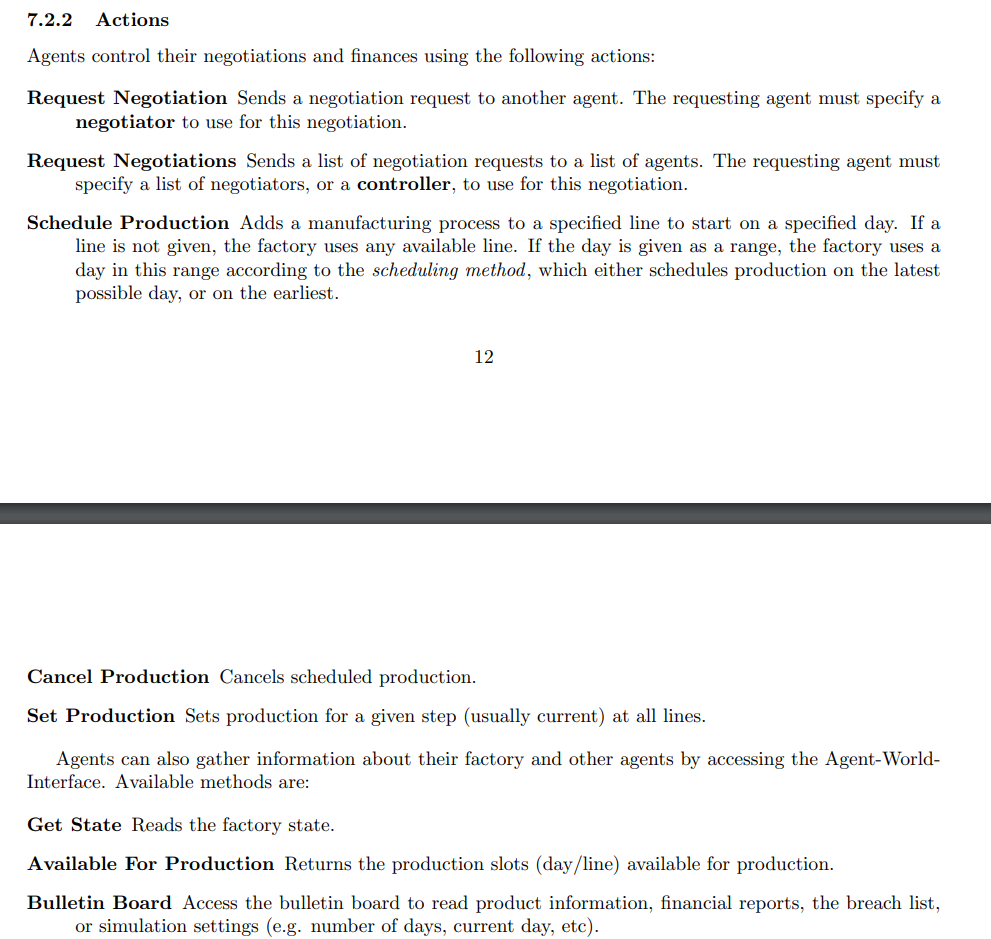 7.2.2 Actions
Agents control their negotiations and finances using the following actions:
Request Negotiation Sends a negotiation request to another agent. The requesting agent must specify a
negotiator to use for this negotiation.
Request Negotiations Sends a list of negotiation requests to a list of agents. The requesting agent must
specify a list of negotiators, or a controller, to use for this negotiation.
Schedule Production Adds a manufacturing process to a specified line to start on a specified day. If a
line is not given, the factory uses any available line. If the day is given as a range, the factory uses a
day in this range according to the scheduling method, which either schedules production on the latest
possible day, or on the earliest.
12
Cancel Production Cancels scheduled production.
Set Production Sets production for a given step (usually current) at all lines.
Agents can also gather information about their factory and other agents by accessing the Agent-World-
Interface. Available methods are:
Get State Reads the factory state.
Available For Production Returns the production slots (day/line) available for production.
Bulletin Board Access the bulletin board to read product information, financial reports, the breach list,
or simulation settings (e.g. number of days, current day, etc).